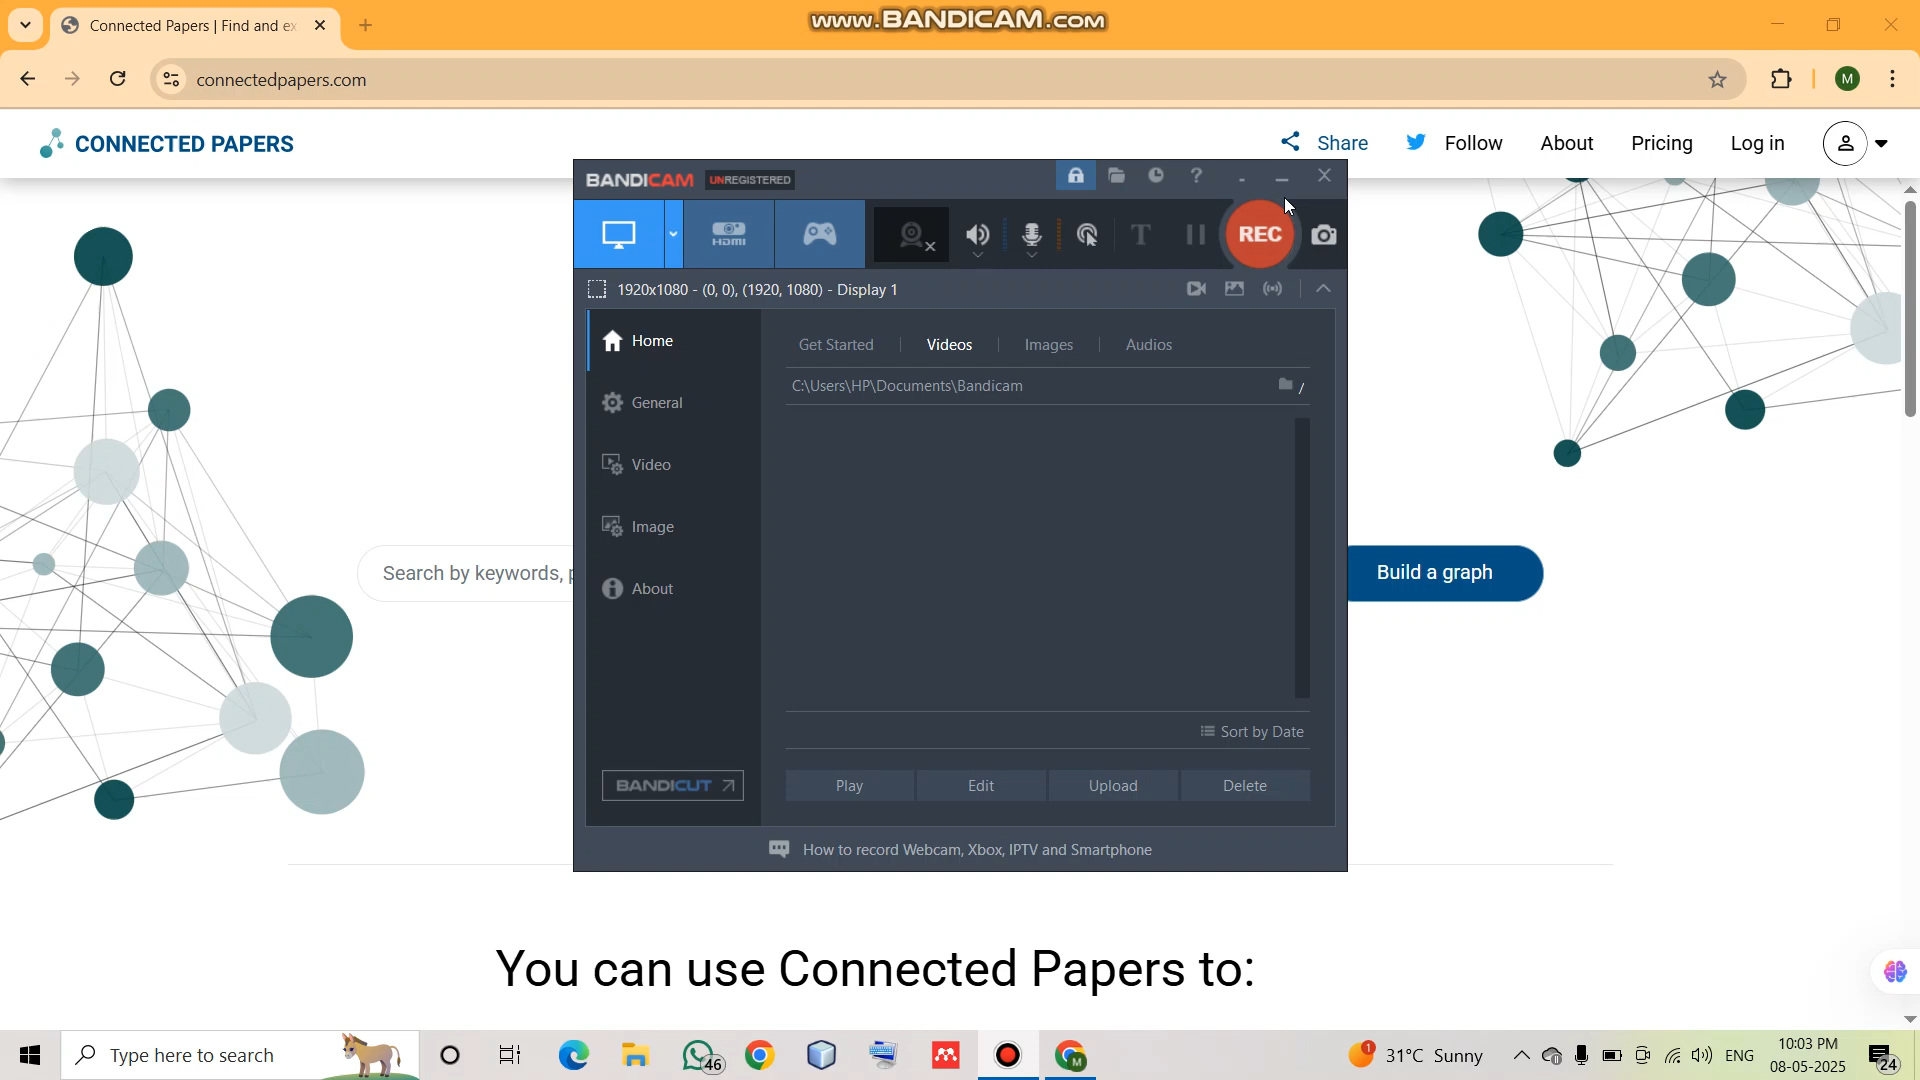 Connected Papers | Find and ex
www.BANDICAM.com
connectedpapers.com
M
CONNECTED PAPERS
Share
Follow
About
Pricing
Log in
BANDICAM
UNREGISTERED
?
HDMI
T
REC
1920x1080 - (0, 0), (1920, 1080) - Display 1
Home
Get Started
Videos
Images
Audios
C:\Users\HP\Documents\Bandicam
/
General
Video
Image
About
Search by keywords, p
Build a graph
Sort by Date
BANDICUT
Play
Edit
Upload
Delete
How to record Webcam, Xbox, IPTV and Smartphone
You can use Connected Papers to:
Type here to search
46
M
1
31°C Sunny
ENG
10:03 PM
08-05-2025
24